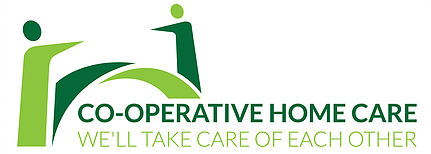 CO-OPERATIVE HOME CARE
WE'LL TAKE CARE OF EACH OTHER